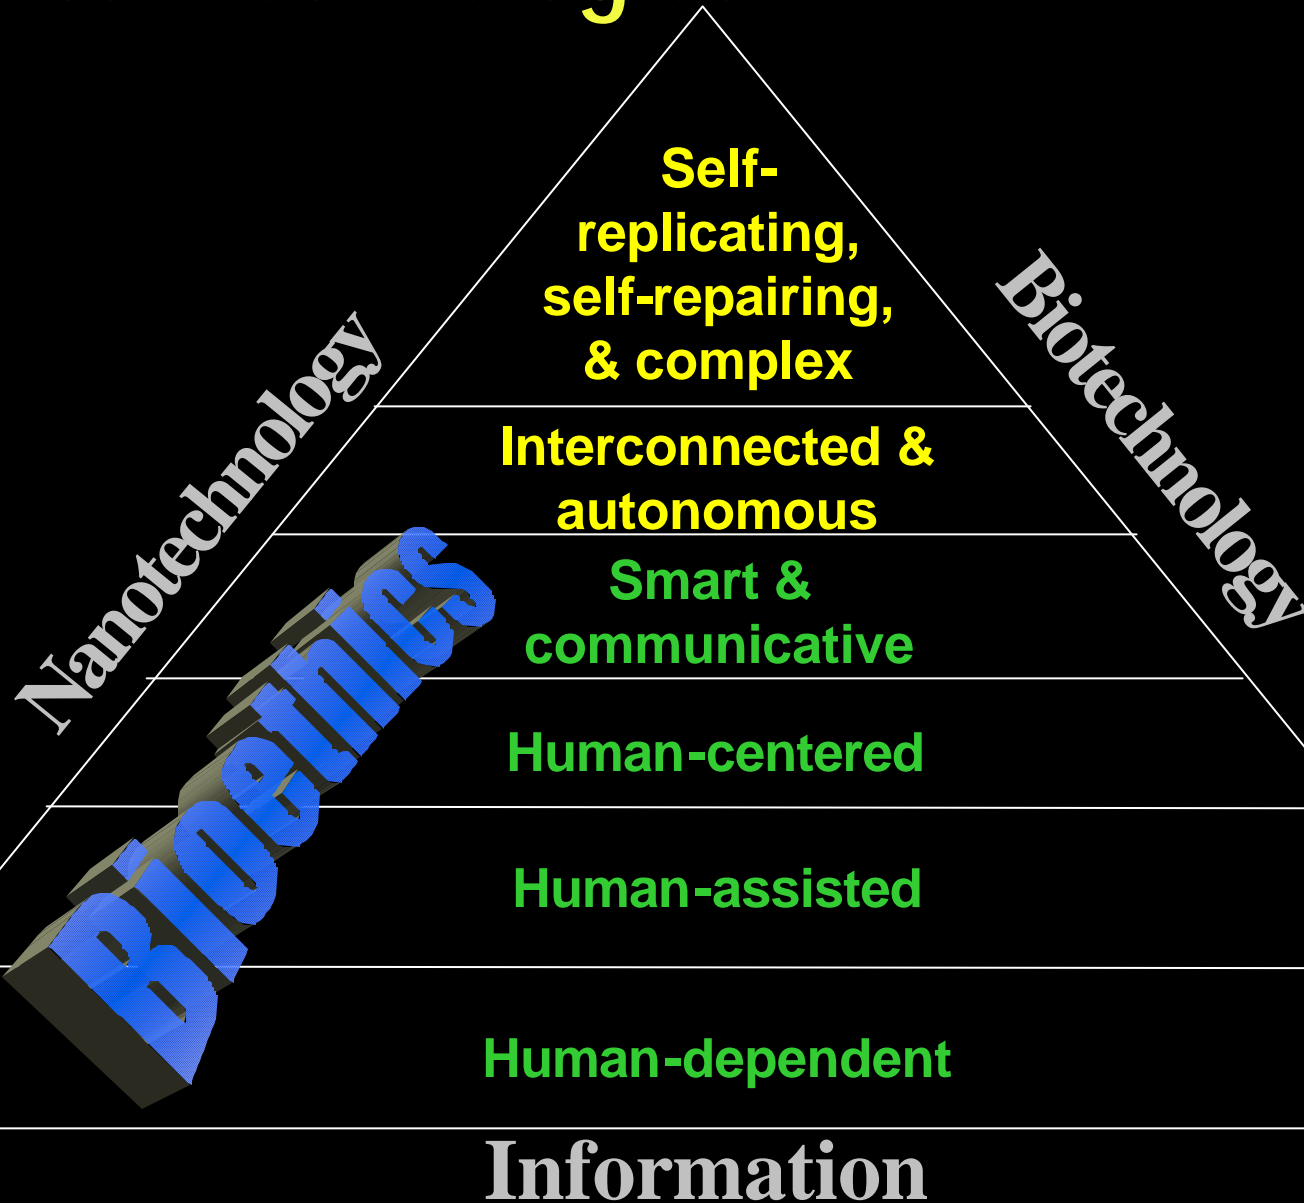 Self-
replicating,
self-repairing,
& complex
Nanotechnology
Biotechnology
Interconnected &
autonomous
Smart &
communicative
Bioethics
Human-centered
Human-assisted
Human-dependent
Information